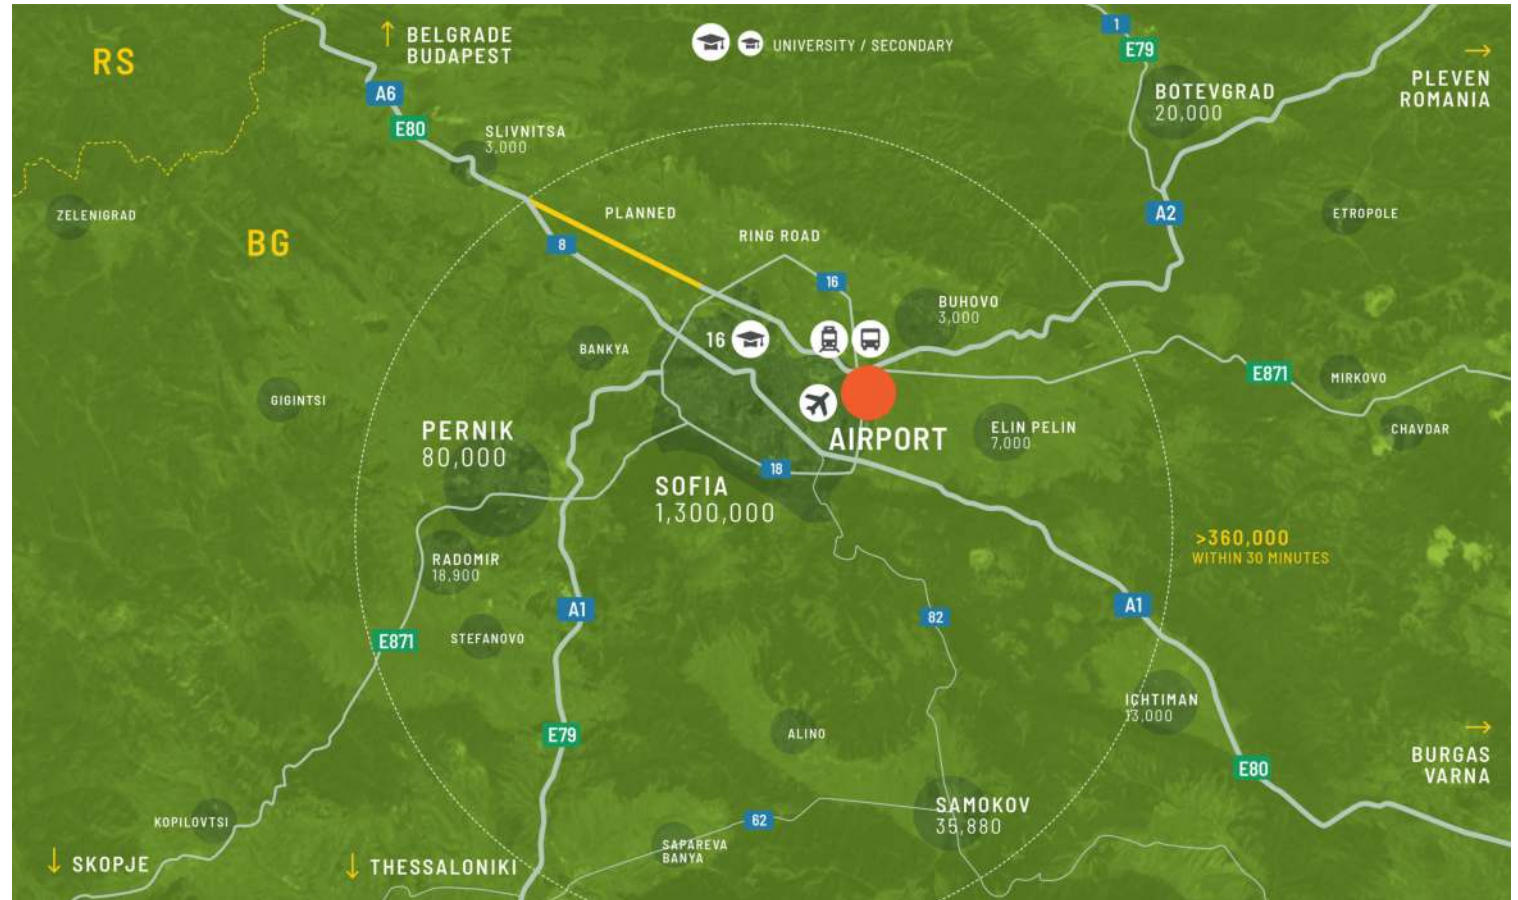 RS
BELGRADE
BUDAPEST
UNIVERSITY / SECONDARY
1
E79
PLEVEN
ROMANIA
A6
BOTEVGRAD
20,000
E80
SLIVNITSA
3,000
ZELENIGRAD
PLANNED
A2
ETROPOLE
BG
8
RING ROAD
16
BUHOVO
3,000
16
BANKYA
E871
MIRKOVO
GIGINTSI
PERNIK
80,000
AIRPORT
ELIN PELIN
7,000
CHAVDAR
18
SOFIA
1,300,000
>360,000
WITHIN 30 MINUTES
RADOMIR
18,900
A1
A1
82
E871
STEFANOVO
ICHTIMAN
13,000
E79
ALINO
BURGAS
VARNA
E80
SAMOKOV
35,880
KOPILOVTSI
62
SAPAREVA
BANYA
SKOPJE
THESSALONIKI